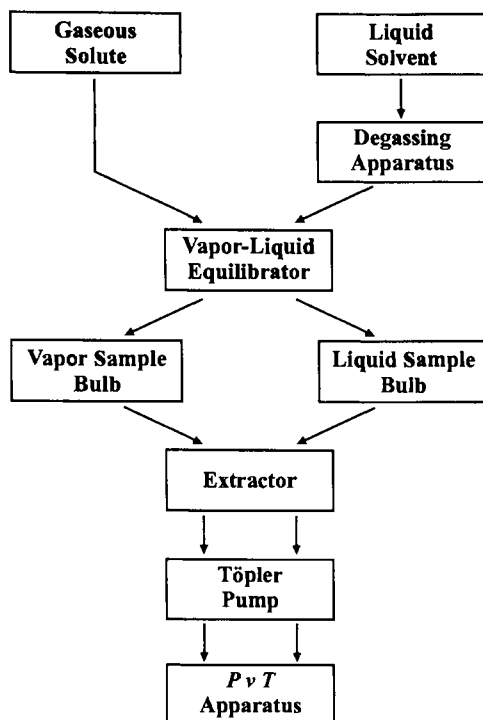 Gaseous
Solute
Liquid
Solvent
Degassing
Apparatus
Vapor-Liquid
Equilibrator
Vapor Sample
Bulb
Liquid Sample
Bulb
Extractor
Töpler
Pump
P v T
Apparatus